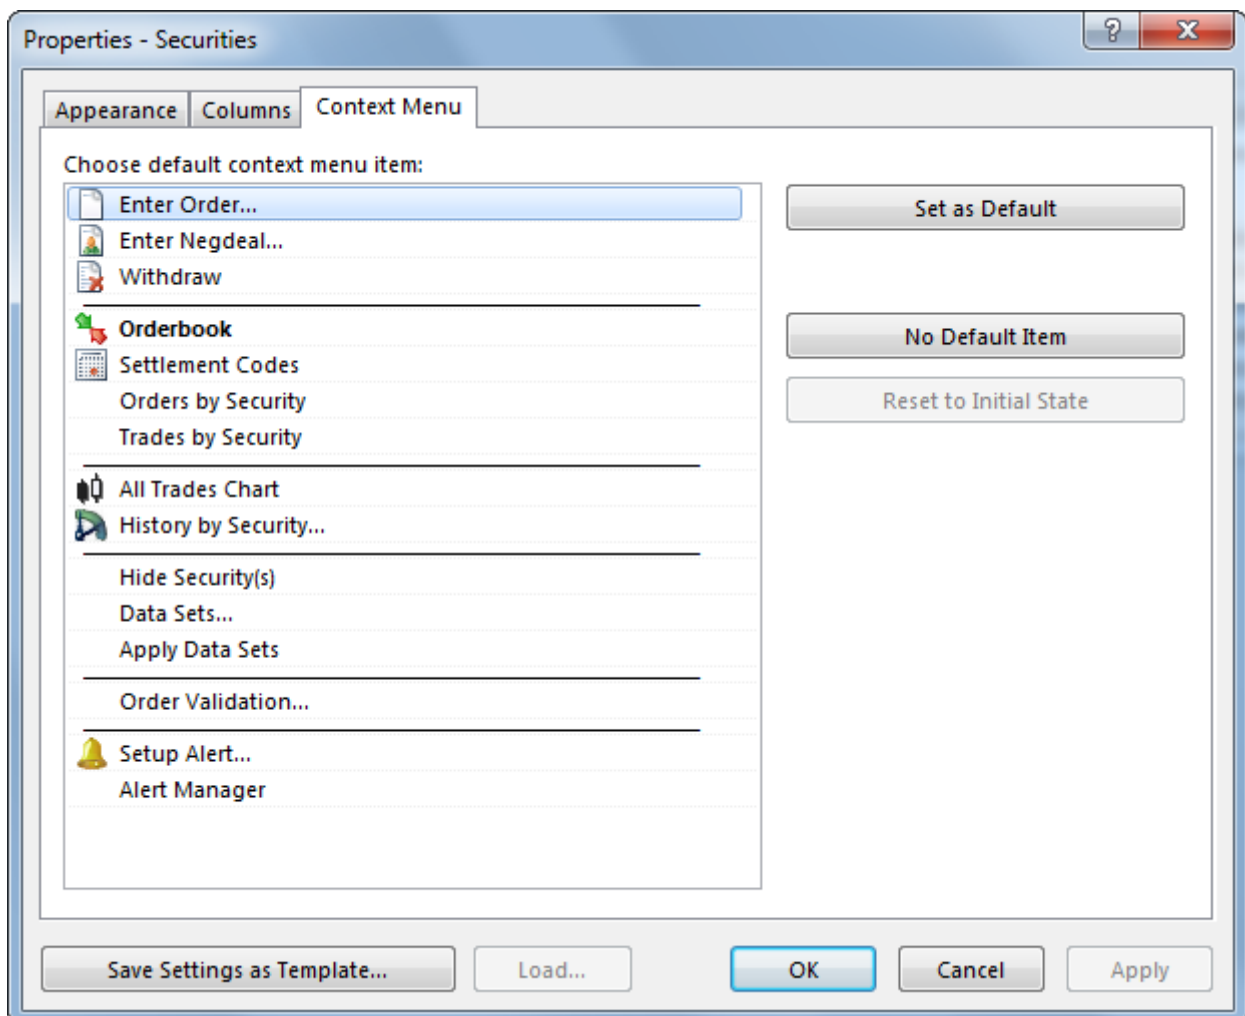 Properties - Securities
Appearance Columns Context Menu
Choose default context menu item:
Enter Order...
Set as Default
Enter Negdeal...
Withdraw
Orderbook
No Default Item
Settlement Codes
Orders by Security
Reset to Initial State
Trades by Security
All Trades Chart
History by Security...
Hide Security(s)
Data Sets...
Apply Data Sets
Order Validation...
Setup Alert...
Alert Manager
Save Settings as Template... Load... OK Cancel Apply